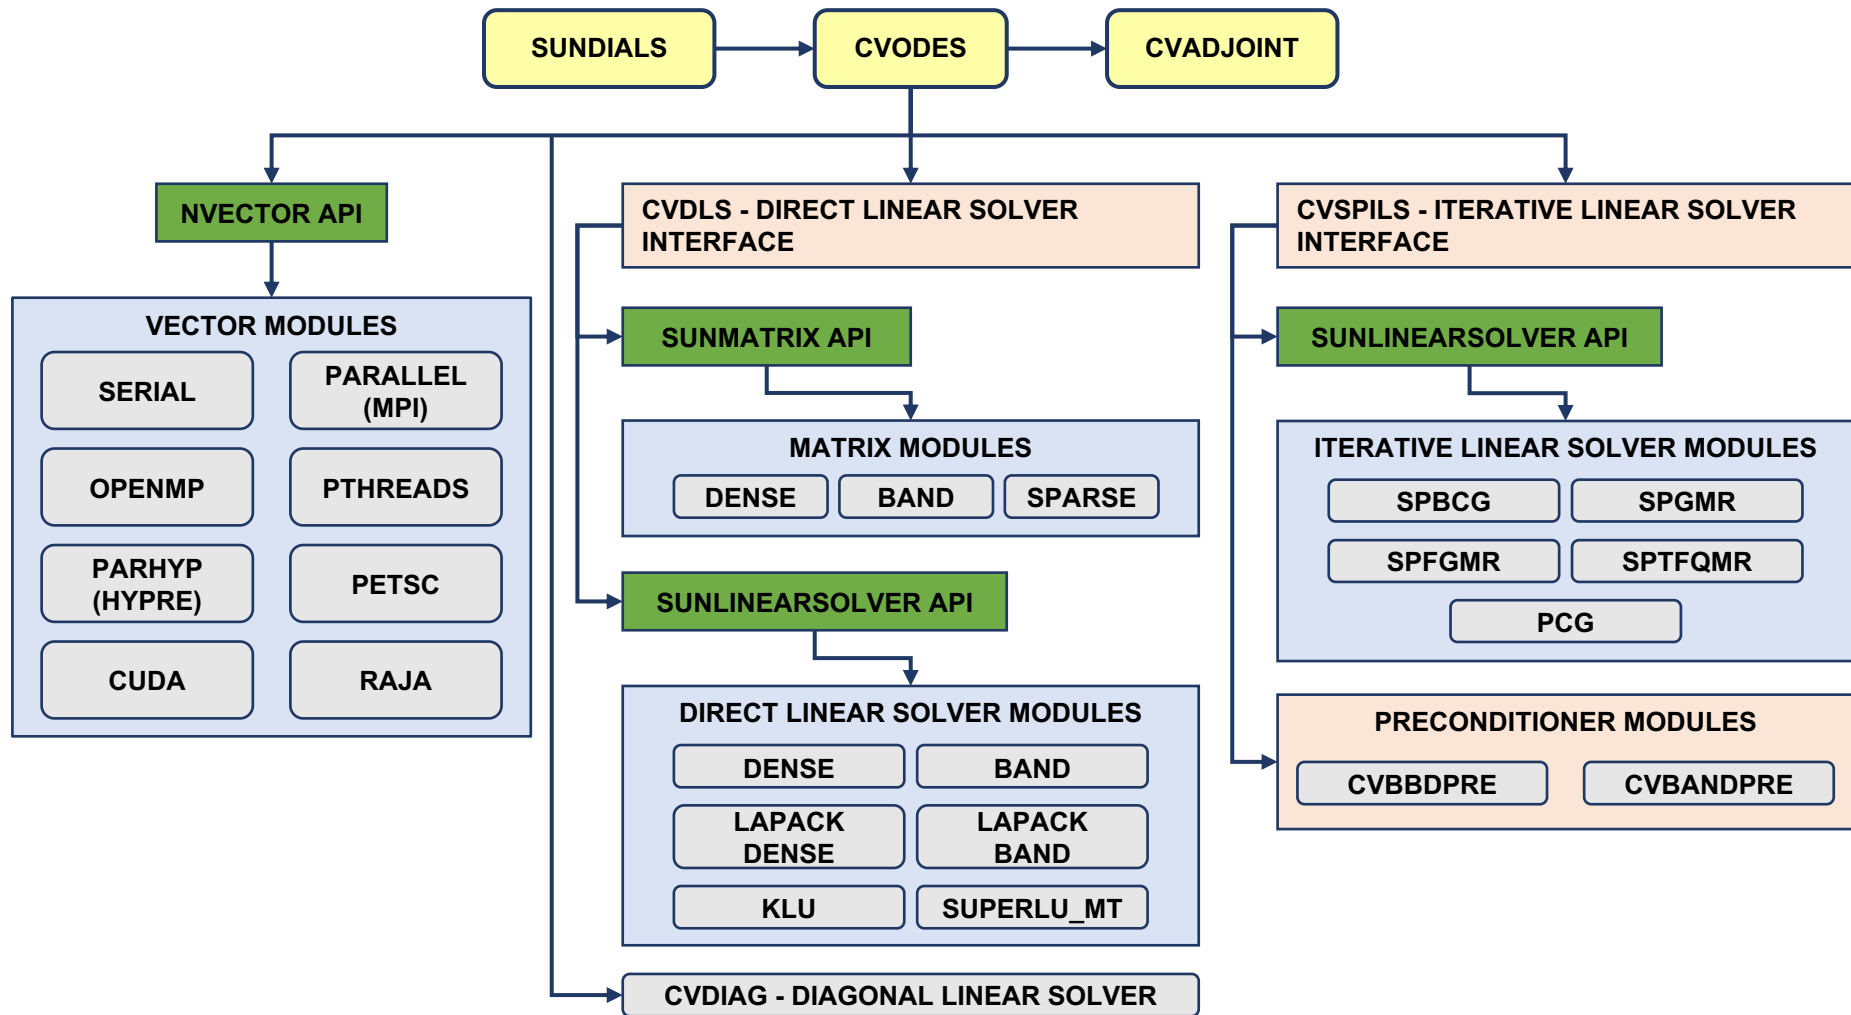 SUNDIALS
CVODES
CVADJOINT
NVECTOR API
VECTOR MODULES
SERIAL
PARALLEL
(MPI)
OPENMP
PTHREADS
PARHYP
(HYPRE)
PETSC
CUDA
RAJA
CVDLS - DIRECT LINEAR SOLVER
INTERFACE
SUNMATRIX API
MATRIX MODULES
DENSE
BAND
SPARSE
SUNLINEARSOLVER API
DIRECT LINEAR SOLVER MODULES
DENSE
BAND
LAPACK
DENSE
LAPACK
BAND
KLU
SUPERLU_MT
CVDIAG - DIAGONAL LINEAR SOLVER
CVSPILS - ITERATIVE LINEAR SOLVER
INTERFACE
SUNLINEARSOLVER API
ITERATIVE LINEAR SOLVER MODULES
SPBCG
SPGMR
SPFGMR
SPTFQMR
PCG
PRECONDITIONER MODULES
CVBBDPRE
CVBANDPRE